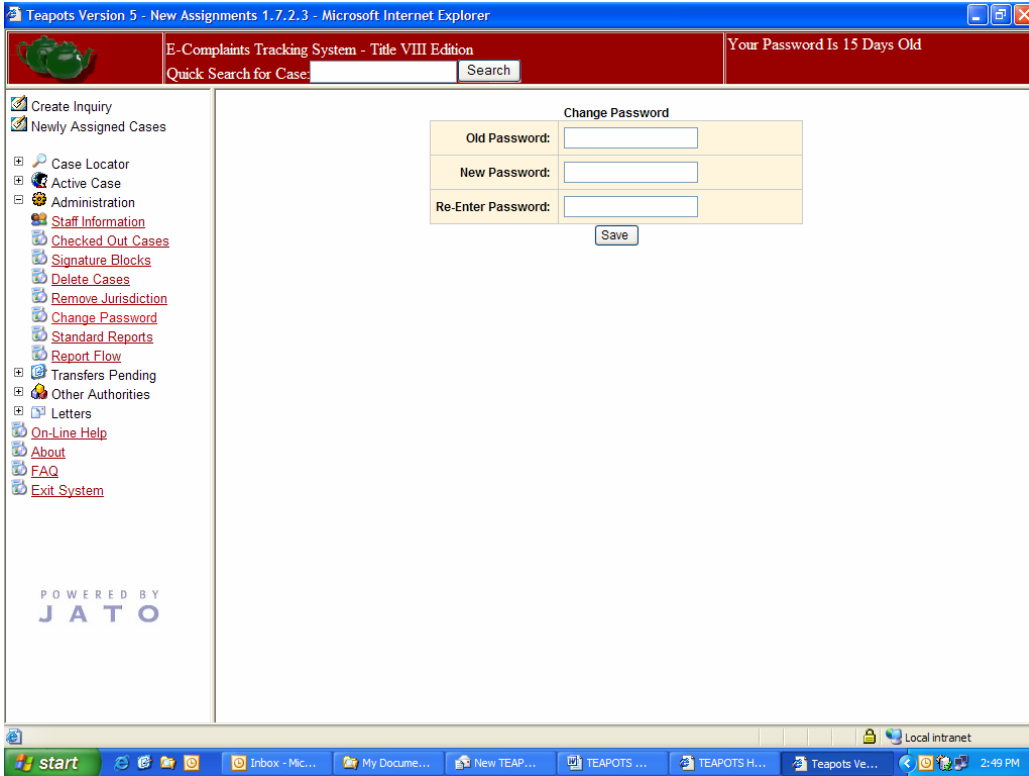 Teapots Version 5 - New Assignments 1.7.2.3 - Microsoft Internet Explorer
E-Complaints Tracking System - Title VIII Edition
Quick Search for Case:
Search
Your Password Is 15 Days Old
Create Inquiry
Newly Assigned Cases
Case Locator
Active Case
Administration
Staff Information
Checked Out Cases
Signature Blocks
Delete Cases
Remove Jurisdiction
Change Password
Standard Reports
Report Flow
Transfers Pending
Other Authorities
Letters
On-Line Help
About
FAQ
Exit System
POWERED BY
JATO
Change Password
Old Password:
New Password:
Re-Enter Password:
Save
Local intranet
start
Inbox - Mic...
My Docume...
New TEAP...
TEAPOTS ...
TEAPOTS H...
Teapots Ve...
2:49 PM